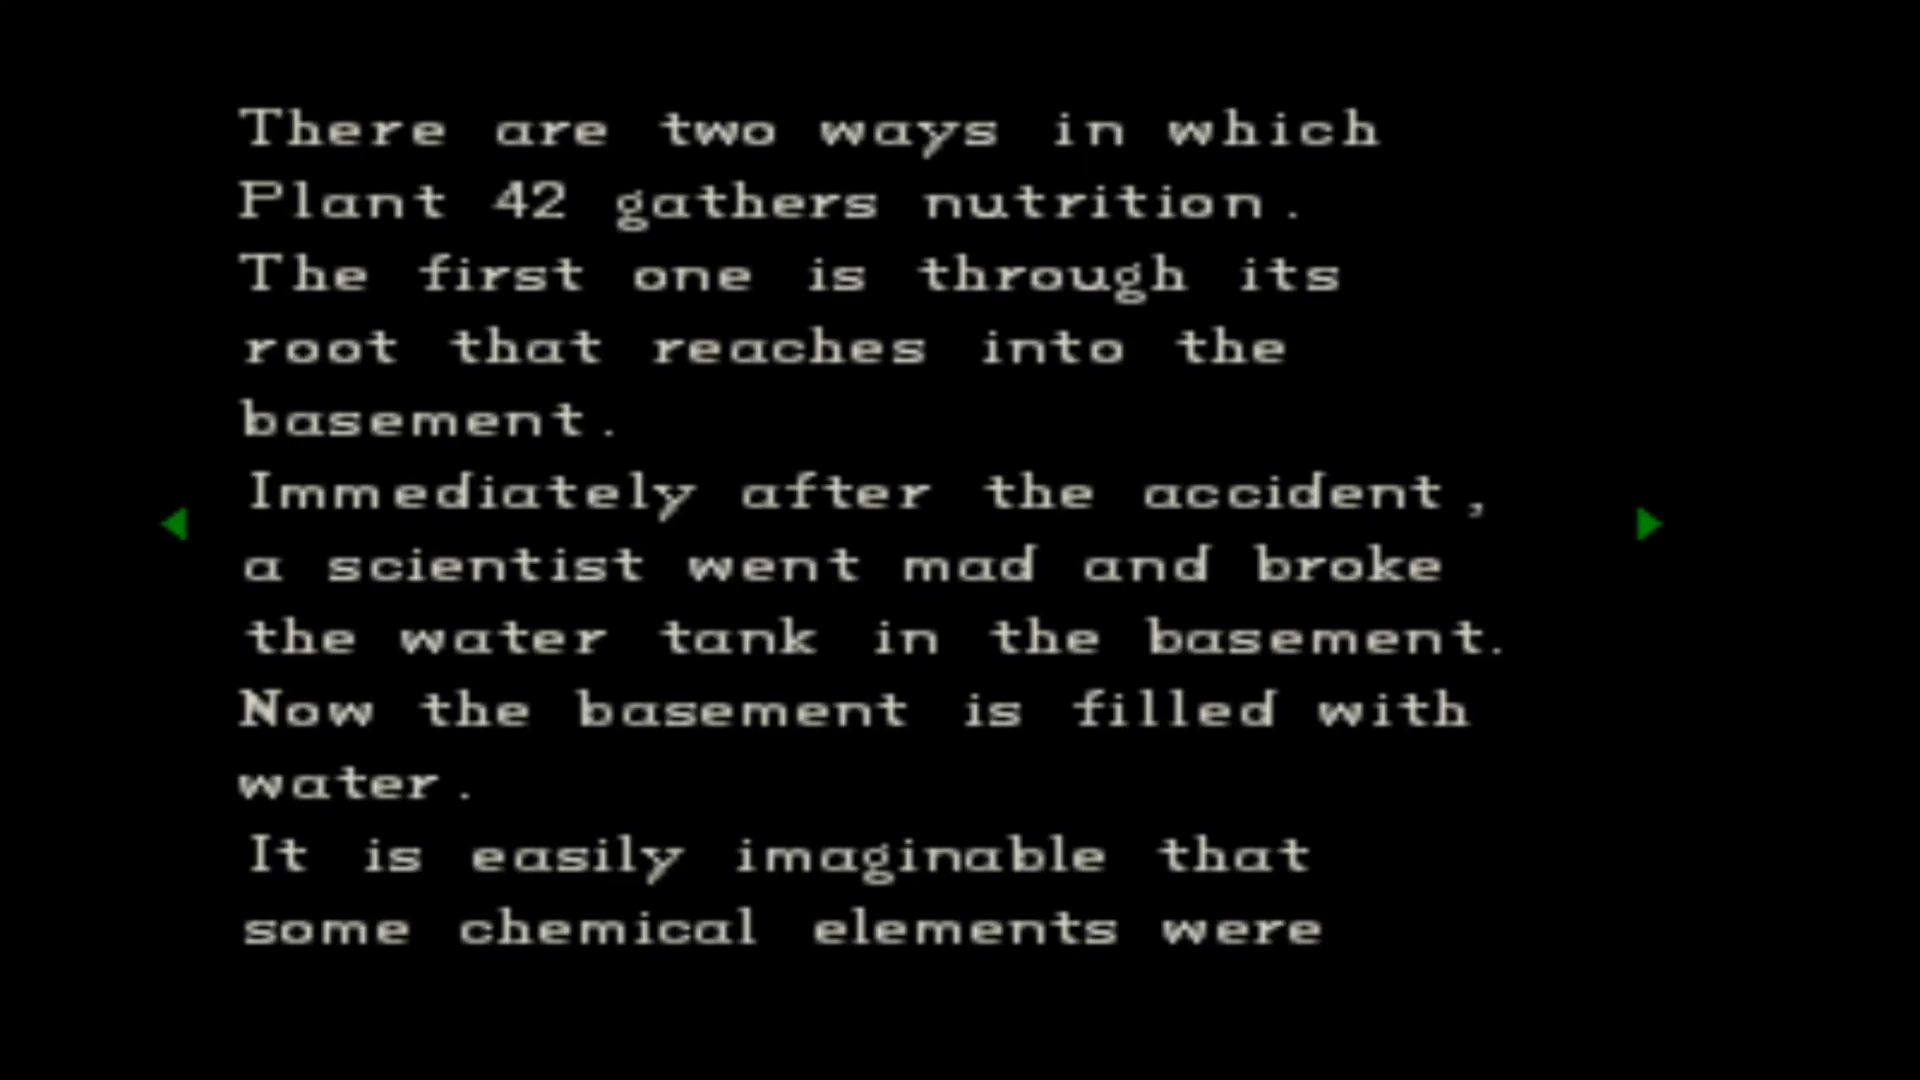 There are two ways in which
Plant 42 gathers nutrition.
The first one is through its
root that reaches into the
basement.
Immediately after the accident,
a scientist went mad and broke
the water tank in the basement.
Now the basement is filled with
water.
It is easily imaginable that
some chemical elements were